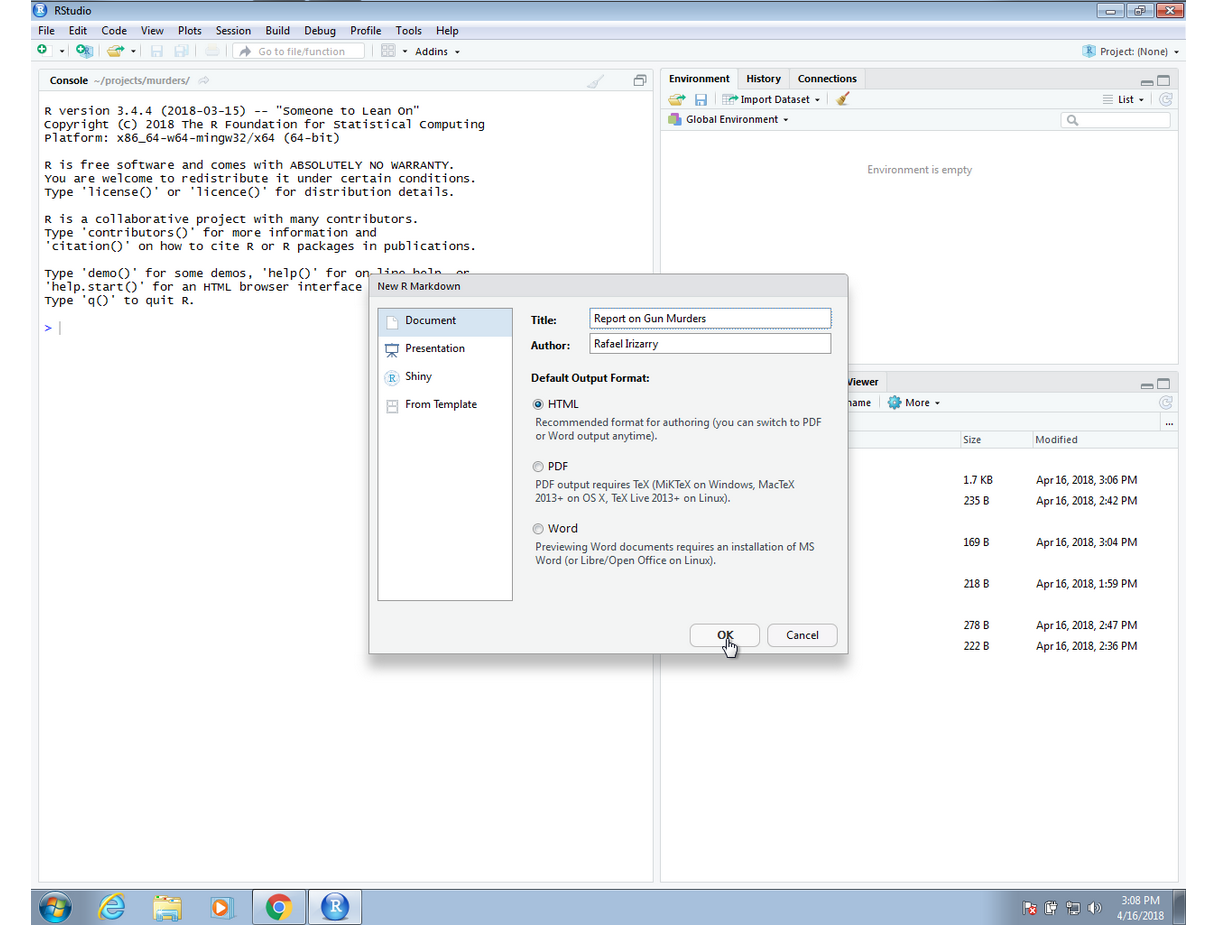 RStudio
File Edit Code View Plots Session Build Debug Profile Tools Help
Go to file/function Addins Project: (None)
Console ~/projects/murders/
R version 3.4.4 (2018-03-15) -- "Someone to Lean On"
Copyright (C) 2018 The R Foundation for Statistical Computing
Platform: x86_64-w64-mingw32/x64 (64-bit)
R is free software and comes with ABSOLUTELY NO WARRANTY.
You are welcome to redistribute it under certain conditions.
Type 'license()' or 'licence()' for distribution details.
R is a collaborative project with many contributors.
Type 'contributors()' for more information and
'citation()' on how to cite R or R packages in publications.
Type 'demo()' for some demos, 'help()' for on-line help, or
'help.start()' for an HTML browser interface
Type 'q()' to quit R.
>
Environment History Connections
Import Dataset List
Global Environment
Environment is empty
New R Markdown
Document
Presentation
Shiny
From Template
Title: Report on Gun Murders
Author: Rafael Irizarry
Default Output Format:
HTML
Recommended format for authoring (you can switch to PDF
or Word output anytime).
PDF
PDF output requires TeX (MiKTeX on Windows, MacTeX
2013+ on OS X, TeX Live 2013+ on Linux).
Word
Previewing Word documents requires an installation of MS
Word (or Libre/Open Office on Linux).
OK Cancel
Viewer
name More
...
Size Modified
1.7 KB Apr 16, 2018, 3:06 PM
235 B Apr 16, 2018, 2:42 PM
169 B Apr 16, 2018, 3:04 PM
218 B Apr 16, 2018, 1:59 PM
278 B Apr 16, 2018, 2:47 PM
222 B Apr 16, 2018, 2:36 PM
3:08 PM
4/16/2018